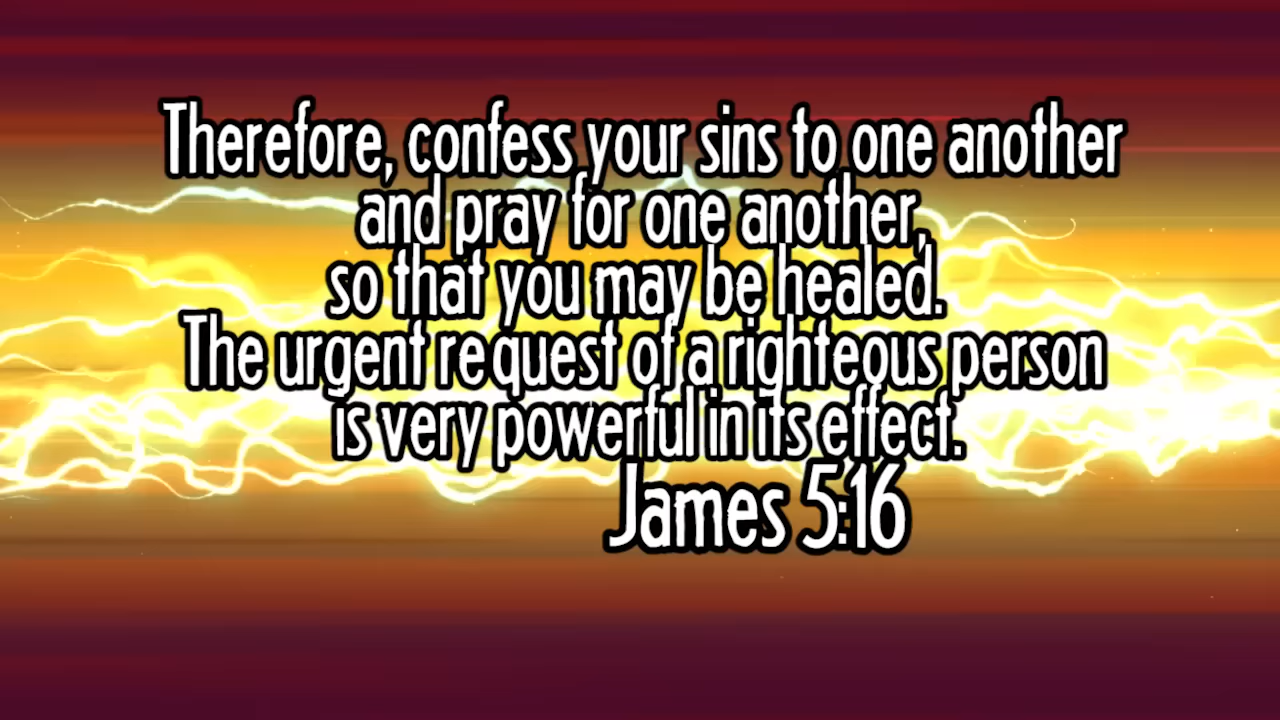 Therefore, confess your sins to one another
and pray for one another,
so that you may be healed.
The urgent request of a righteous person
is very powerful in its effect.
James 5:16